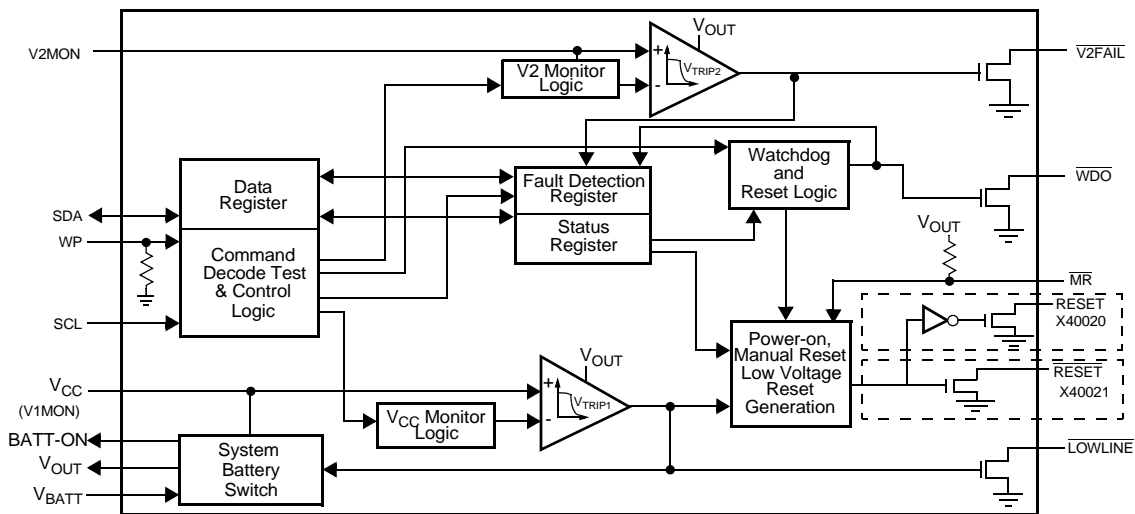 V2MON
V2 Monitor
Logic
+
-
VTRIP2
VOUT
V2FAIL
Data
Register
Command
Decode Test
& Control
Logic
SDA
WP
SCL
Fault Detection
Register
Status
Register
Watchdog
and
Reset Logic
WDO
VOUT
MR
RESET
X40020
RESET
X40021
Power-on,
Manual Reset
Low Voltage
Reset
Generation
VCC
(V1MON)
VCC Monitor
Logic
+
-
VTRIP1
VOUT
BATT-ON
VOUT
VBATT
System
Battery
Switch
LOWLINE